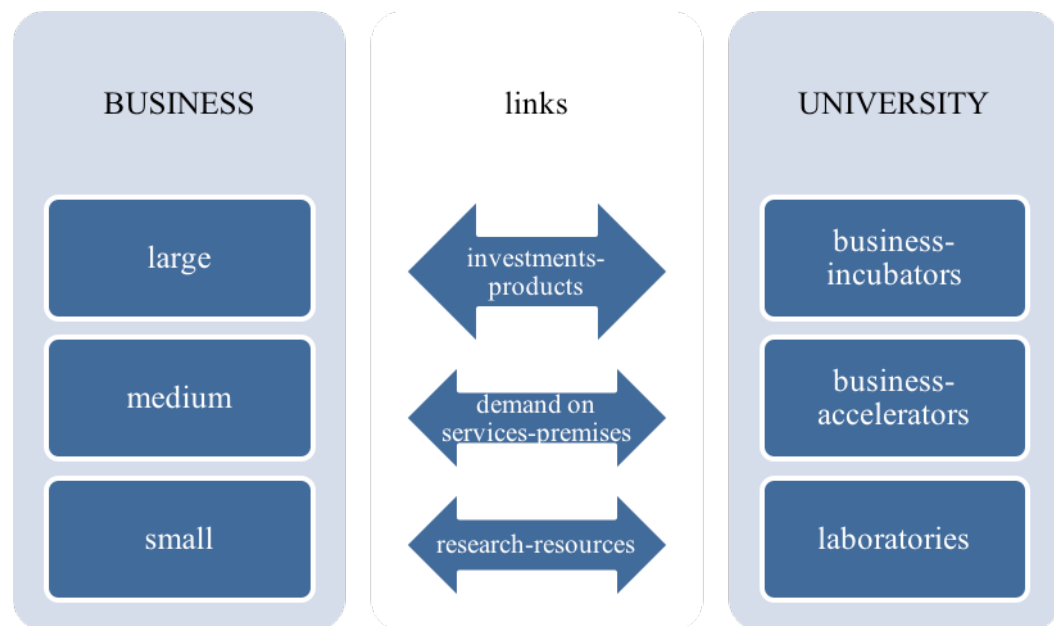 BUSINESS
links
UNIVERSITY
large
investments-
products
business-
incubators
medium
demand on
services-premises
business-
accelerators
small
research-resources
laboratories